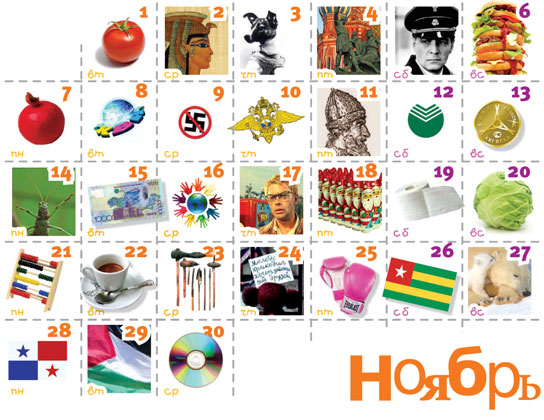 1 2 3 4 6
вт ср чт пт сб вс
7 8 9 10 11 12 13
пн вт ср чт пт сб вс
14 15 16 17 18 19 20
пн вт ср чт пт сб вс
21 22 23 24 25 26 27
пн вт ср чт пт сб вс
28 29 30
пн вт ср
Ноябрь